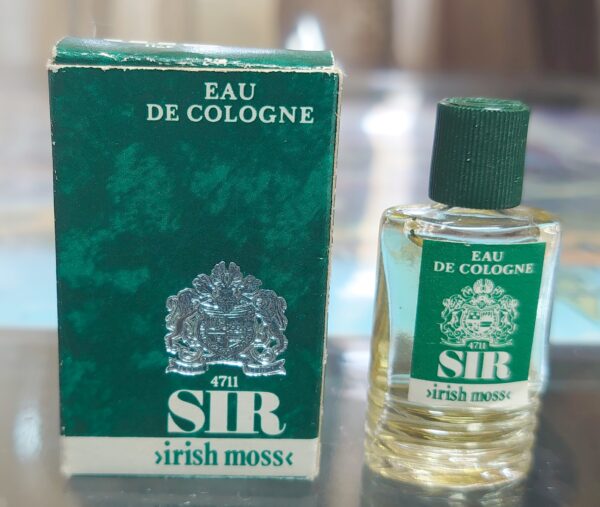 EAU
DE COLOGNE
4711
SIR
›irish moss‹
EAU
DE COLOGNE
4711
SIR
›irish moss‹